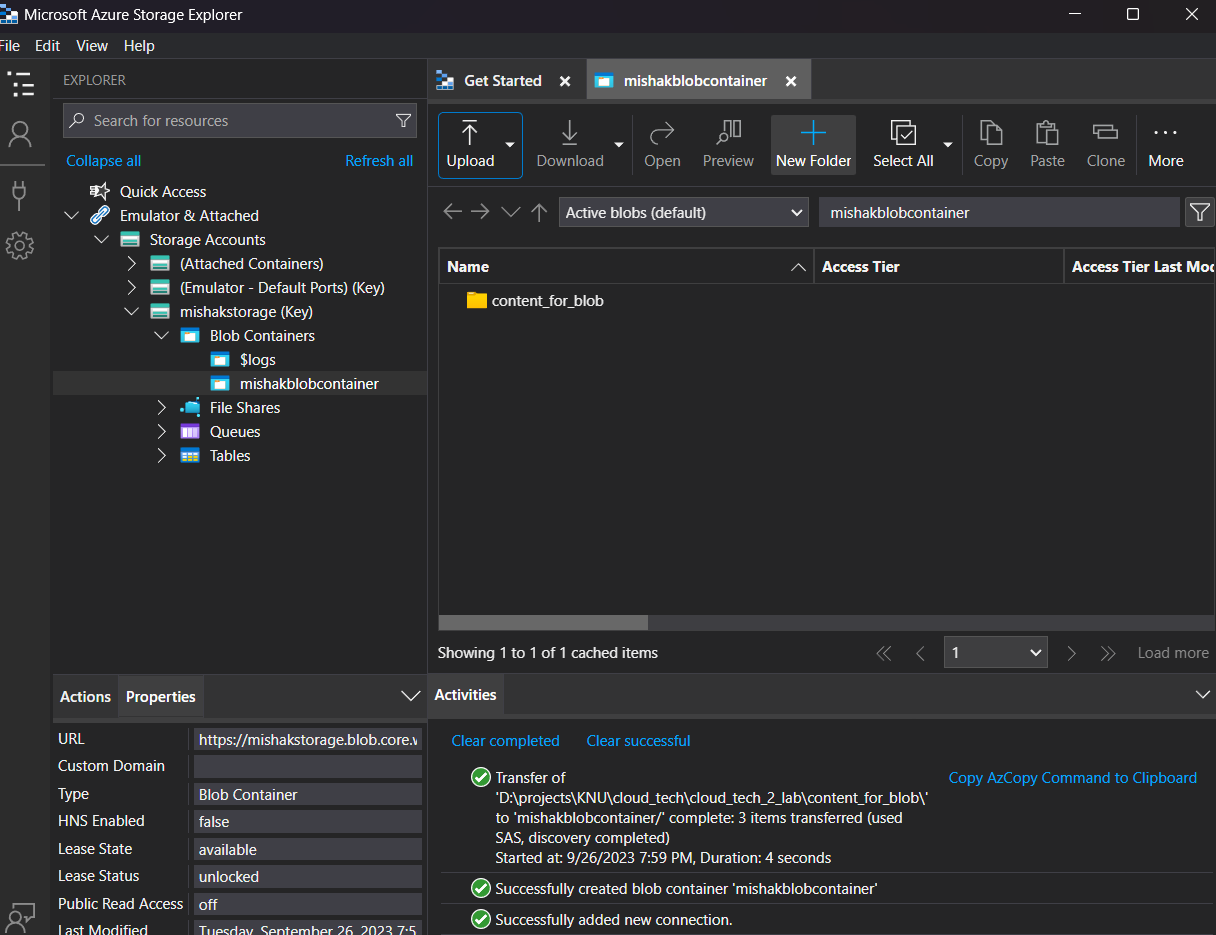 Microsoft Azure Storage Explorer
File Edit View Help
EXPLORER
Search for resources
Collapse all Refresh all
Quick Access
Emulator & Attached
Storage Accounts
(Attached Containers)
(Emulator - Default Ports) (Key)
mishakstorage (Key)
Blob Containers
$logs
mishakblobcontainer
File Shares
Queues
Tables
Actions Properties
URL https://mishakstorage.blob.core.w
Custom Domain
Type Blob Container
HNS Enabled false
Lease State available
Lease Status unlocked
Public Read Access off
Last Modified Tuesday, September 26, 2023 7:5
Get Started mishakblobcontainer
Upload Download Open Preview New Folder Select All Copy Paste Clone More
Active blobs (default) mishakblobcontainer
Name Access Tier Access Tier Last Mod
content_for_blob
Showing 1 to 1 of 1 cached items 1 Load more
Activities
Clear completed Clear successful
Transfer of Copy AzCopy Command to Clipboard
'D:\projects\KNU\cloud_tech\cloud_tech_2_lab\content_for_blob\'
to 'mishakblobcontainer/' complete: 3 items transferred (used
SAS, discovery completed)
Started at: 9/26/2023 7:59 PM, Duration: 4 seconds
Successfully created blob container 'mishakblobcontainer'
Successfully added new connection.